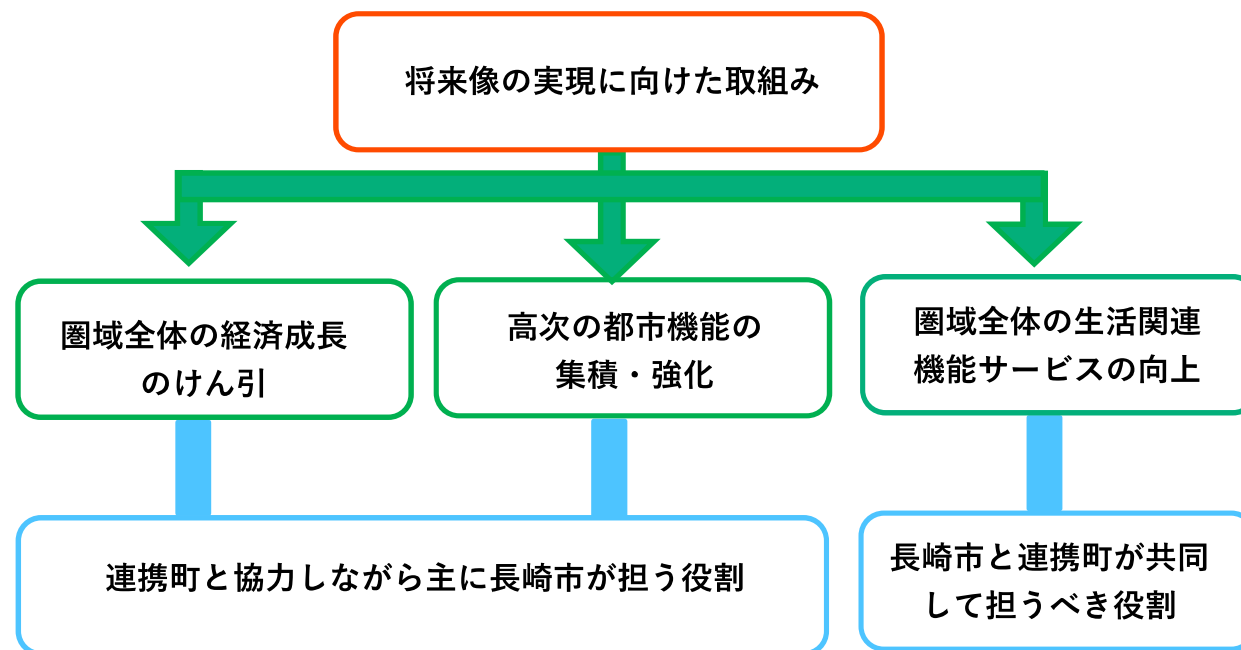 将来像の実現に向けた取組み
圏域全体の経済成長
のけん引
高次の都市機能の
集積・強化
圏域全体の生活関連
機能サービスの向上
連携町と協力しながら主に長崎市が担う役割
長崎市と連携町が共同
して担うべき役割